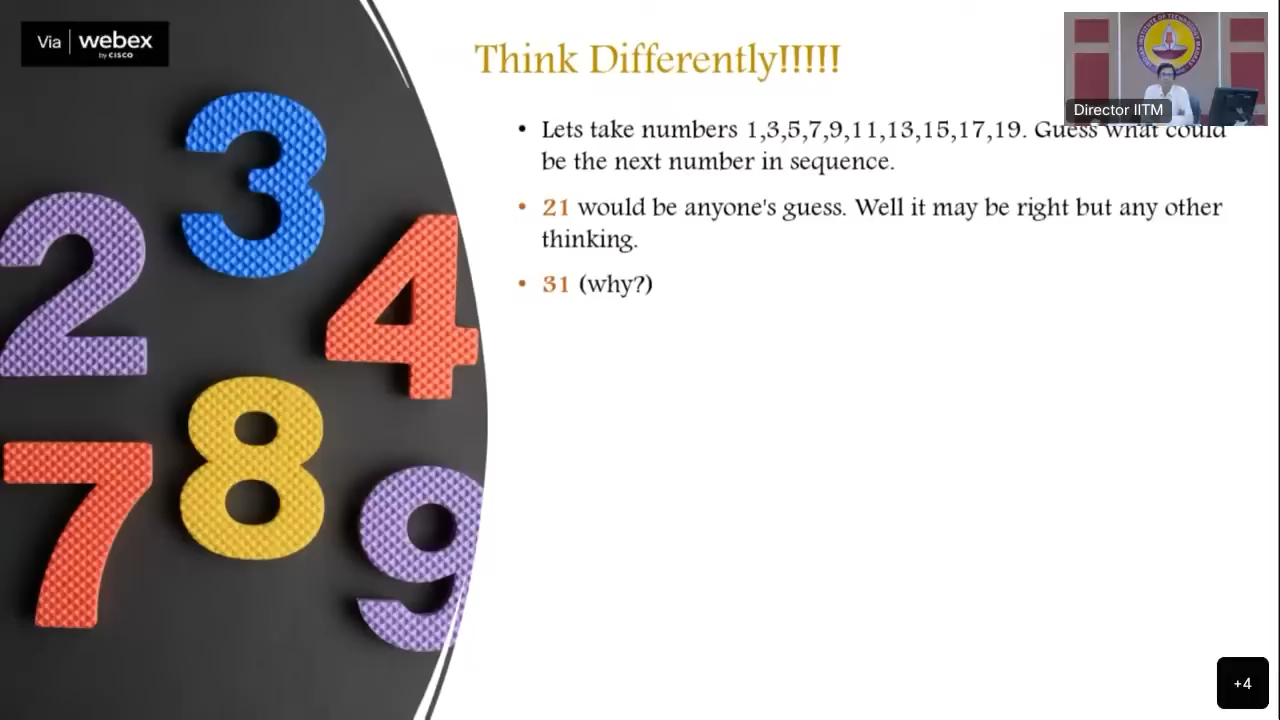 Via webex
by CISCO
Think Differently!!!!!
Director IITM
• Lets take numbers 1,3,5,7,9,11,13,15,17,19. Guess what could
be the next number in sequence.
• 21 would be anyone's guess. Well it may be right but any other
thinking.
• 31 (why?)
3
2
4
8
7
9
+4